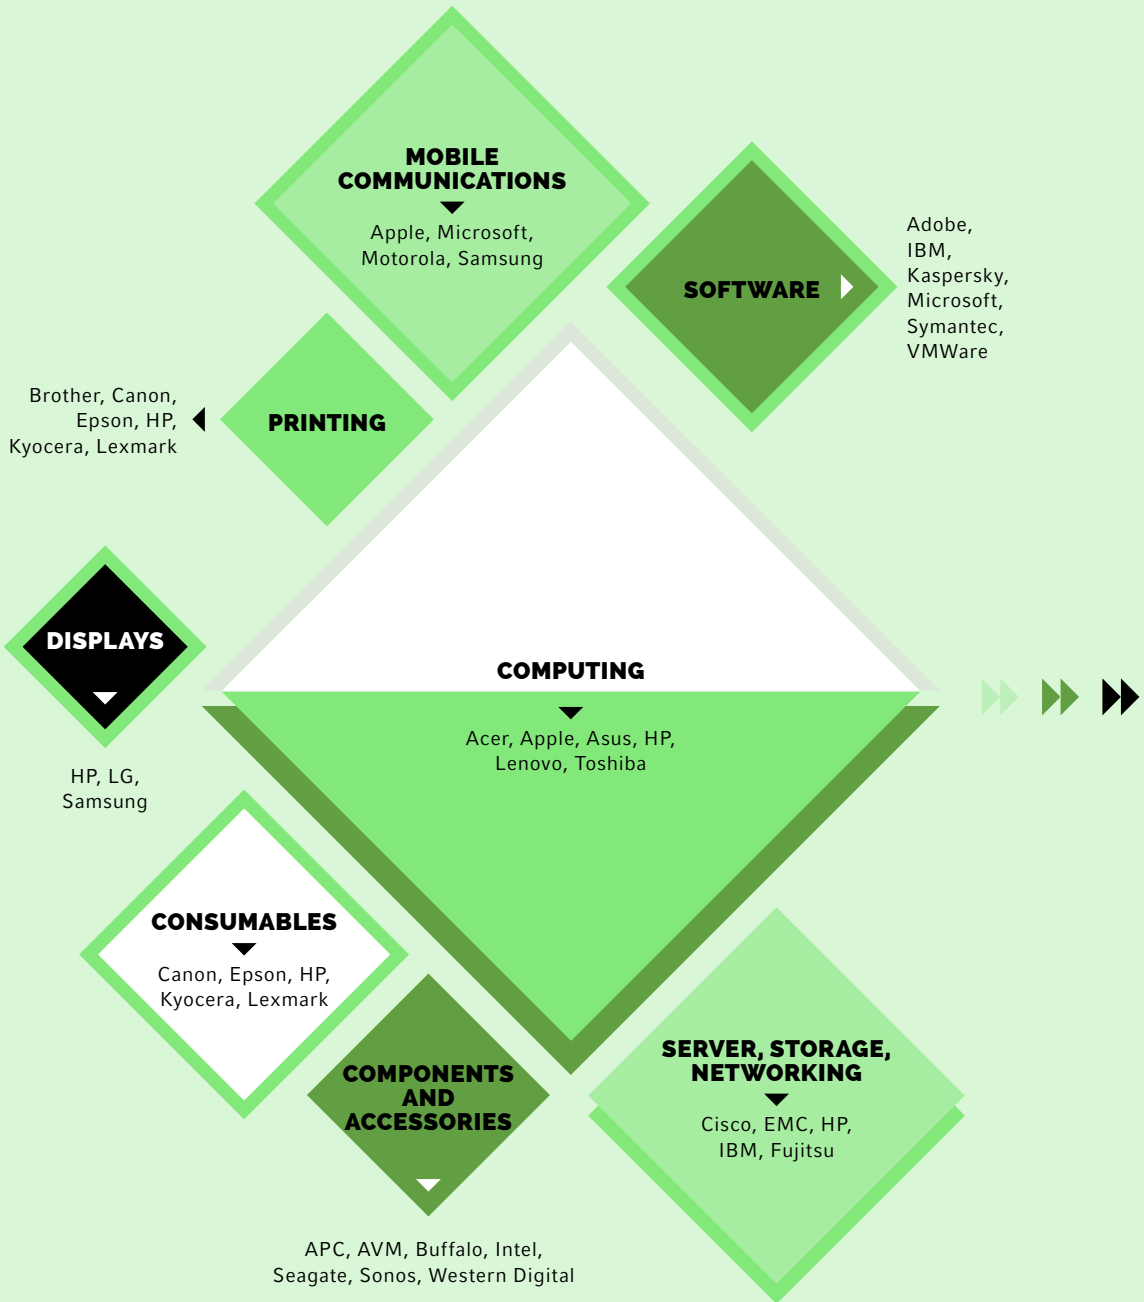 MOBILE
COMMUNICATIONS
Apple, Microsoft,
Motorola, Samsung
SOFTWARE
Adobe,
IBM,
Kaspersky,
Microsoft,
Symantec,
VMWare
PRINTING
Brother, Canon,
Epson, HP,
Kyocera, Lexmark
DISPLAYS
HP, LG,
Samsung
COMPUTING
Acer, Apple, Asus, HP,
Lenovo, Toshiba
CONSUMABLES
Canon, Epson, HP,
Kyocera, Lexmark
COMPONENTS
AND
ACCESSORIES
APC, AVM, Buffalo, Intel,
Seagate, Sonos, Western Digital
SERVER, STORAGE,
NETWORKING
Cisco, EMC, HP,
IBM, Fujitsu